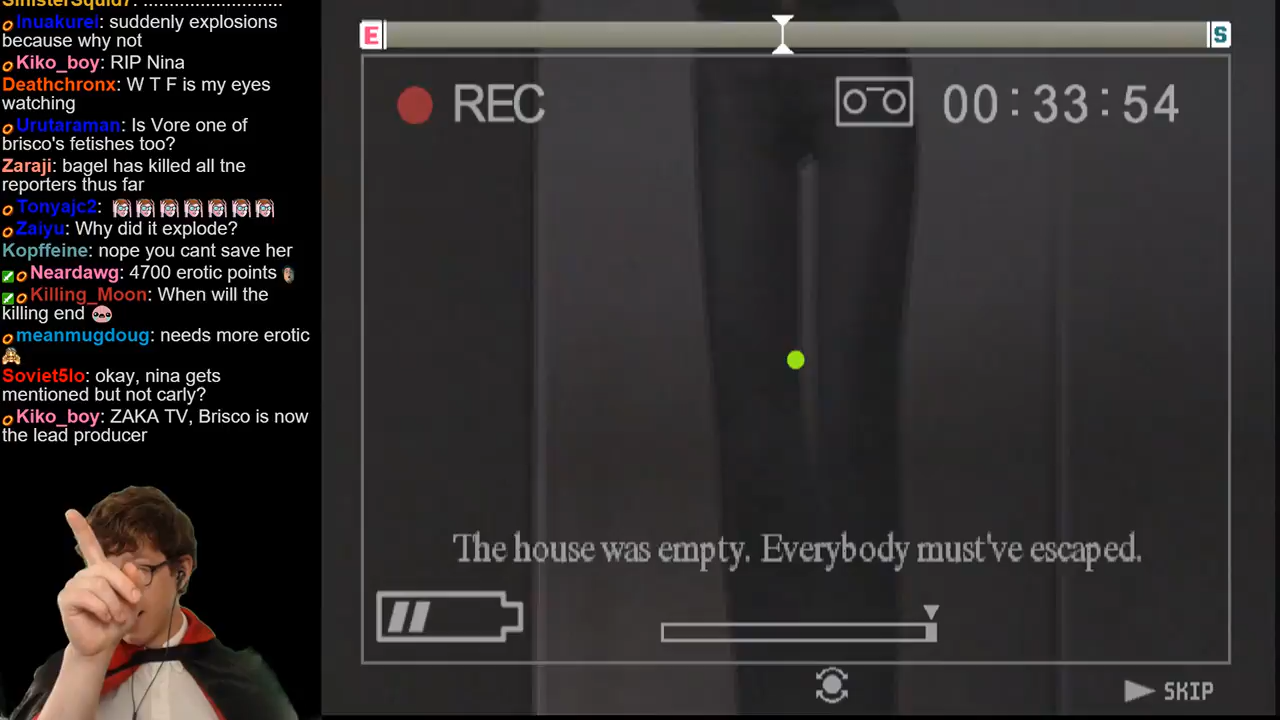 SinisterSquid7: ..........................
Inuakurei: suddenly explosions
because why not
Kiko_boy: RIP Nina
Deathchronx: W T F is my eyes
watching
Urutaraman: Is Vore one of
brisco's fetishes too?
Zaraji: bagel has killed all tne
reporters thus far
Tonyajc2:
Zaiyu: Why did it explode?
Kopffeine: nope you cant save her
Neardawg: 4700 erotic points
Killing_Moon: When will the
killing end
meanmugdoug: needs more erotic
Soviet5lo: okay, nina gets
mentioned but not carly?
Kiko_boy: ZAKA TV, Brisco is now
the lead producer
E S
REC 00:33:54
The house was empty. Everybody must've escaped.
SKIP